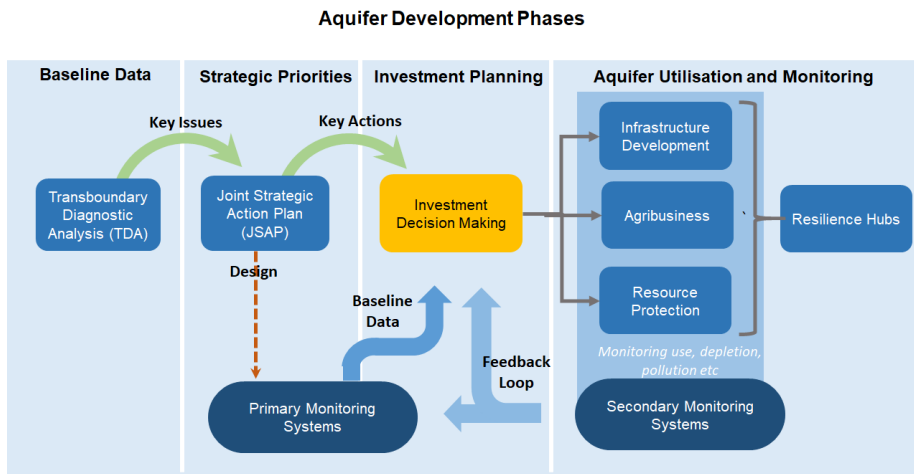 Aquifer Development Phases
Baseline Data
Strategic Priorities
Investment Planning
Aquifer Utilisation and Monitoring
Key Issues
Key Actions
Transboundary
Diagnostic
Analysis (TDA)
Joint Strategic
Action Plan
(JSAP)
Investment
Decision Making
Infrastructure
Development
Agribusiness
Resource
Protection
Resilience Hubs
Design
Baseline
Data
Feedback
Loop
Monitoring use, depletion,
pollution etc
Primary Monitoring
Systems
Secondary Monitoring
Systems